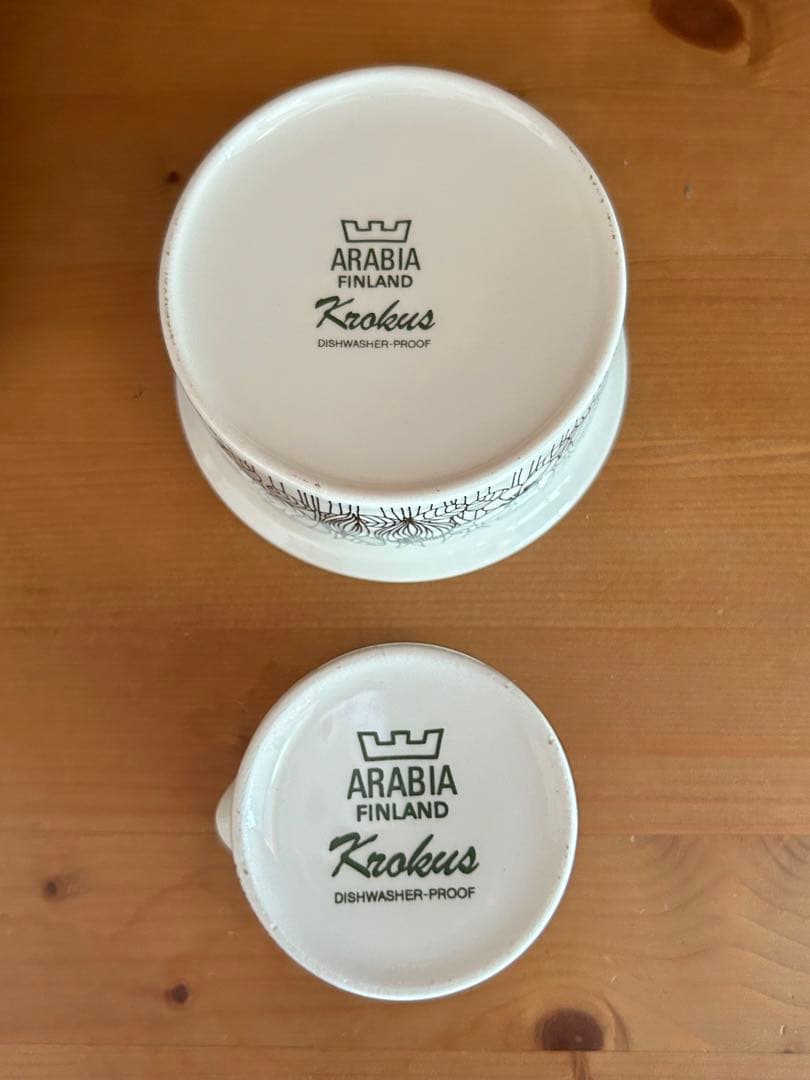 ARABIA
FINLAND
Krokus
DISHWASHER-PROOF
ARABIA
FINLAND
Krokus
DISHWASHER-PROOF